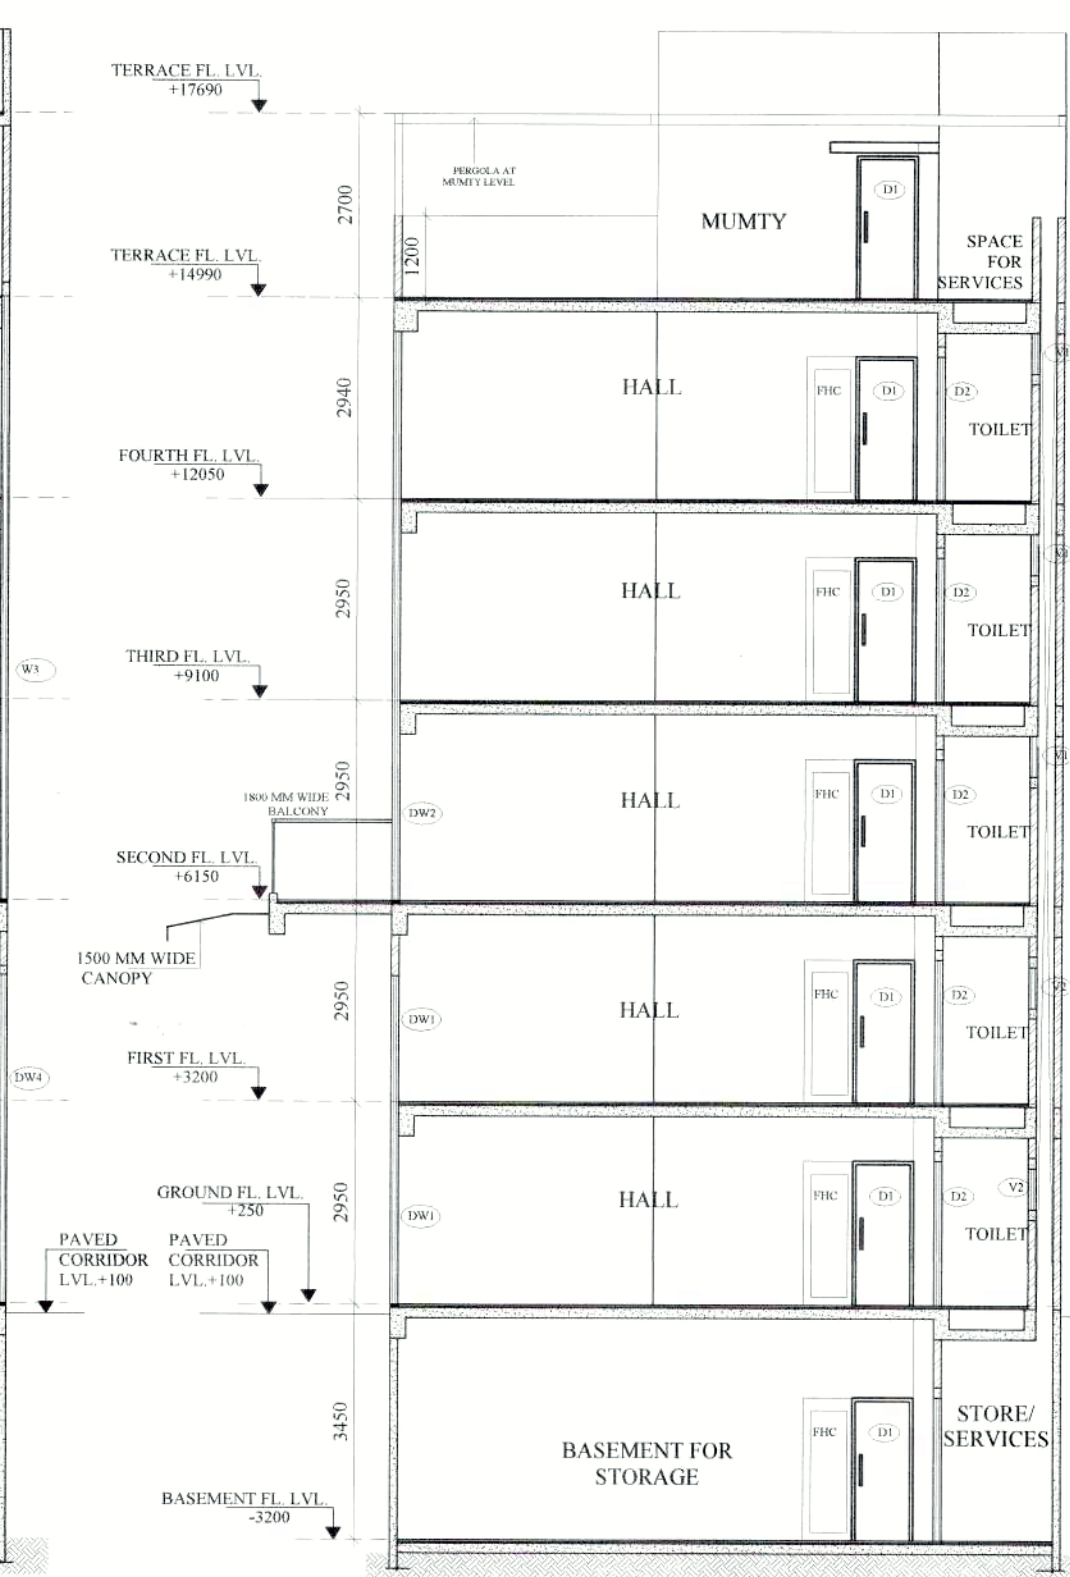 TERRACE FL. LVL.
+17690
PERGOLA AT
MUMTY LEVEL
2700
D1
MUMTY
1200
SPACE
FOR
SERVICES
TERRACE FL. LVL.
+14990
2940
HALL
FHC
D1
D2
TOILET
FOURTH FL. LVL.
+12050
2950
HALL
FHC
D1
D2
TOILET
W3
THIRD FL. LVL.
+9100
2950
1800 MM WIDE
BALCONY
DW2
HALL
FHC
D1
D2
TOILET
SECOND FL. LVL.
+6150
1500 MM WIDE
CANOPY
2950
DW1
HALL
FHC
D1
D2
TOILET
FIRST FL. LVL.
+3200
DW4
2950
DW1
HALL
FHC
D1
D2
V2
TOILET
GROUND FL. LVL.
+250
PAVED
CORRIDOR
LVL.+100
PAVED
CORRIDOR
LVL.+100
3450
BASEMENT FOR
STORAGE
FHC
D1
STORE/
SERVICES
BASEMENT FL. LVL.
-3200